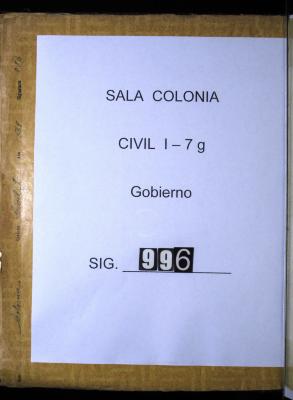 SALA COLONIA
CIVIL I – 7 g
Gobierno
SIG. 996